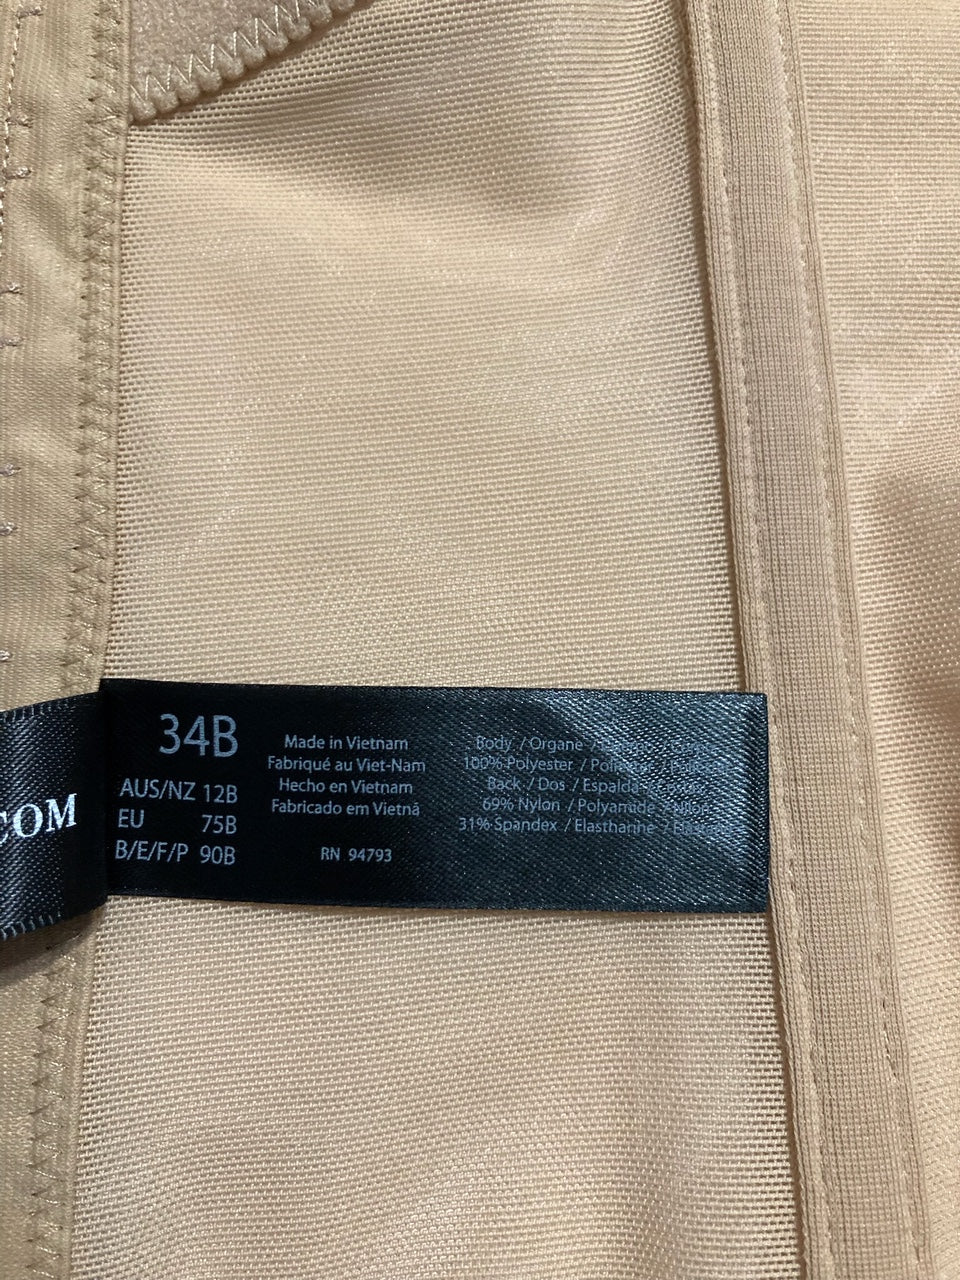 COM
34B
AUS/NZ 12B
EU 75B
B/E/F/P 90B
Made in Vietnam
Fabriqué au Viet-Nam
Hecho en Vietnam
Fabricado em Vietnã
RN 94793
Body / Organe /
100% Polyester /
Back / Dos / Espalda /
69% Nylon / Polyamide / Nilon
31% Spandex / Elasthanne /